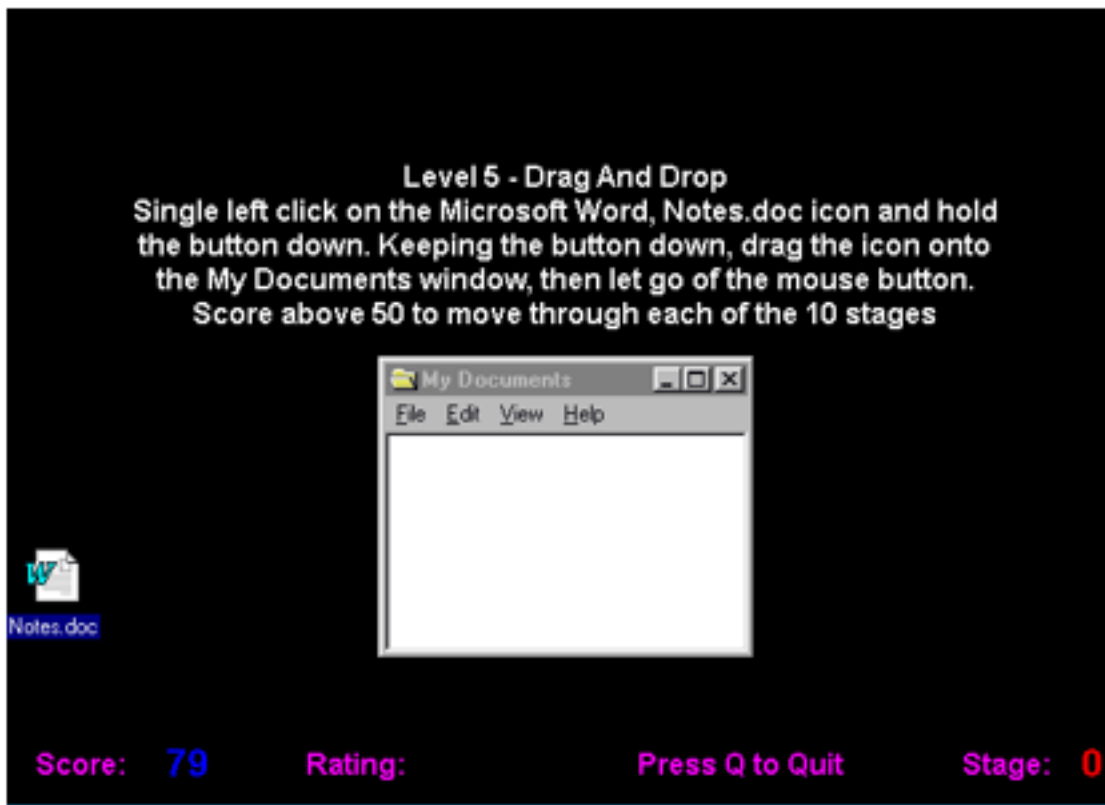 Level 5 - Drag And Drop
Single left click on the Microsoft Word, Notes.doc icon and hold
the button down. Keeping the button down, drag the icon onto
the My Documents window, then let go of the mouse button.
Score above 50 to move through each of the 10 stages
My Documents
File Edit View Help
W
Notes.doc
Score: 79 Rating: Press Q to Quit Stage: 0